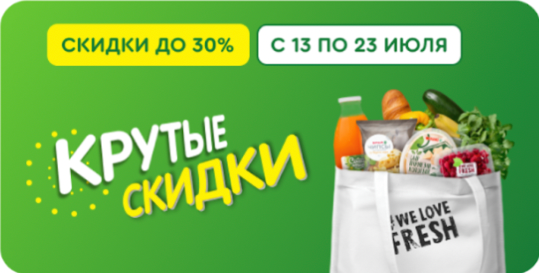 СКИДКИ ДО 30%
С 13 ПО 23 ИЮЛЯ
КРУТЫЕ
СКИДКИ
#WE LOVE
FRESH